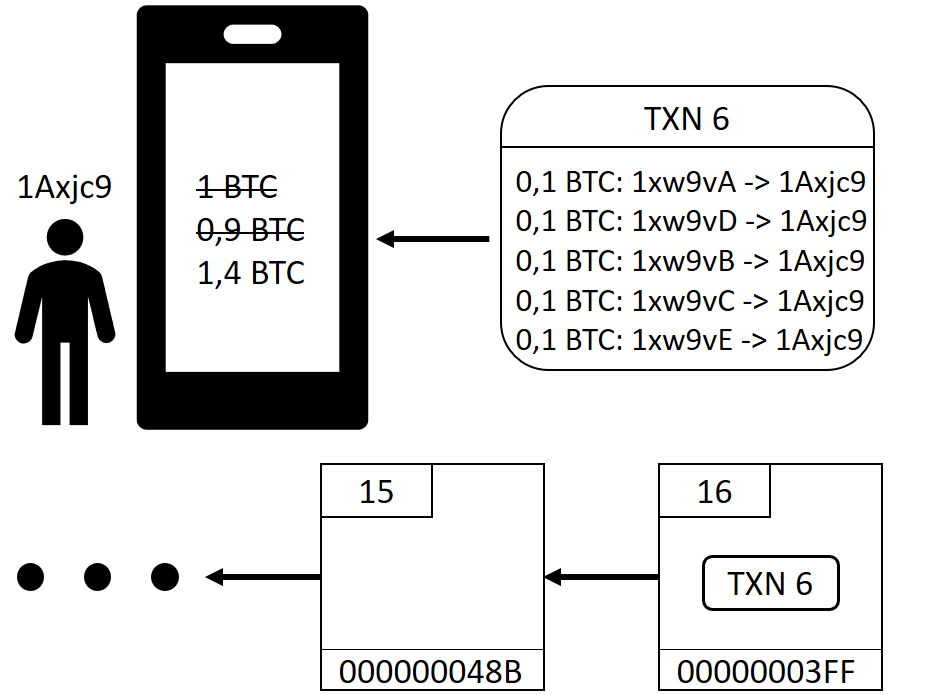 1Axjc9
1 BTC
0,9 BTC
1,4 BTC
TXN 6
0,1 BTC: 1xw9vA -> 1Axjc9
0,1 BTC: 1xw9vD -> 1Axjc9
0,1 BTC: 1xw9vB -> 1Axjc9
0,1 BTC: 1xw9vC -> 1Axjc9
0,1 BTC: 1xw9vE -> 1Axjc9
15
000000048B
16
TXN 6
00000003FF